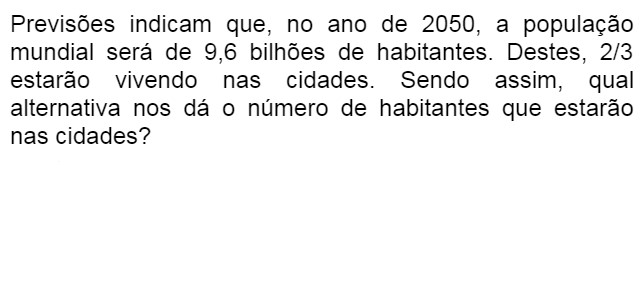 Previsões indicam que, no ano de 2050, a população
mundial será de 9,6 bilhões de habitantes. Destes, 2/3
estarão vivendo nas cidades. Sendo assim, qual
alternativa nos dá o número de habitantes que estarão
nas cidades?